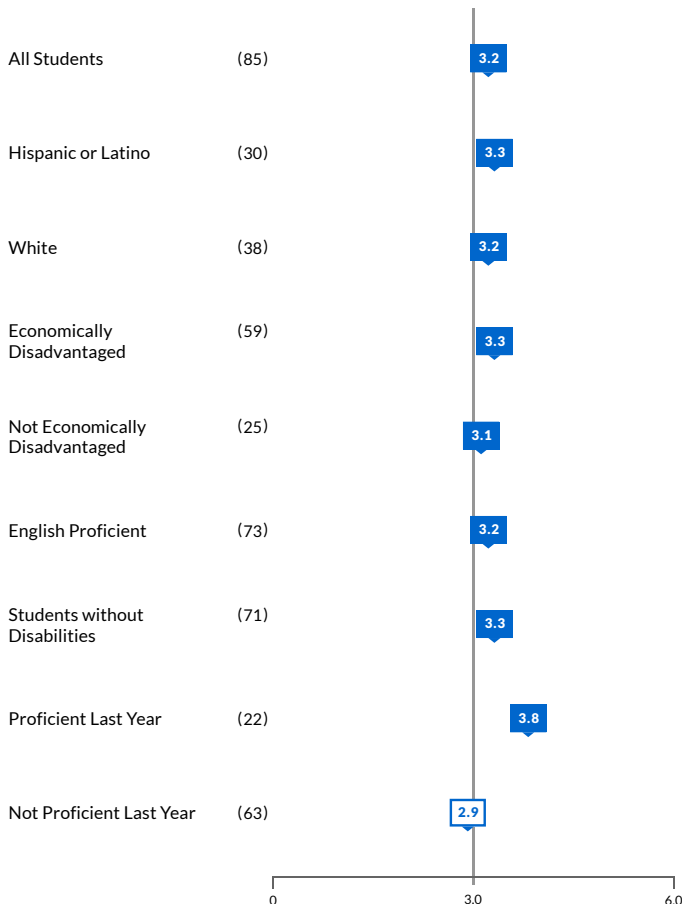 All Students (85) 3.2
Hispanic or Latino (30) 3.3
White (38) 3.2
Economically (59)
Disadvantaged 3.3
Not Economically (25)
Disadvantaged 3.1
English Proficient (73) 3.2
Students without (71)
Disabilities 3.3
Proficient Last Year (22) 3.8
Not Proficient Last Year (63) 2.9
0 3.0 6.0